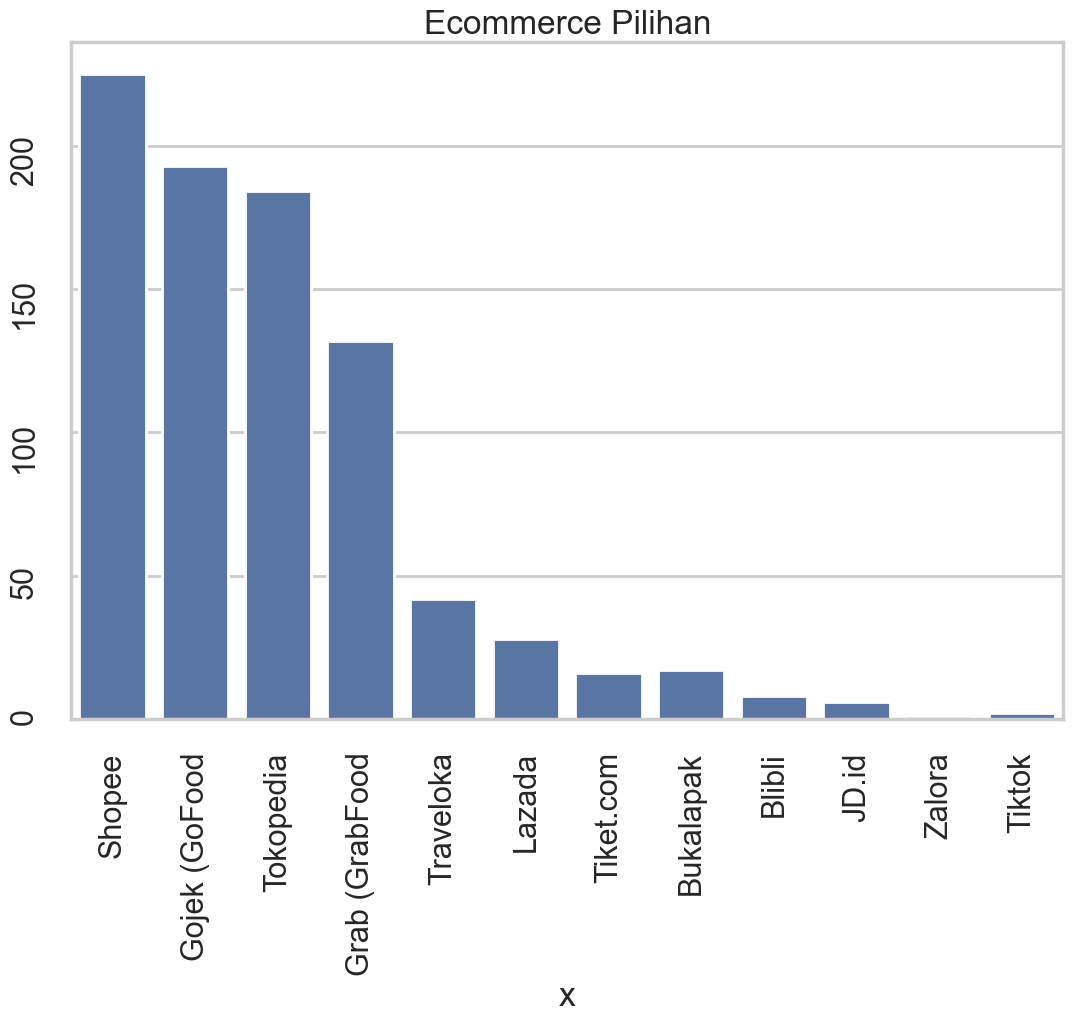 Ecommerce Pilihan
200
150
100
50
0
Shopee
Gojek (GoFood
Tokopedia
Grab (GrabFood
Traveloka
Lazada
Tiket.com
Bukalapak
Blibli
JD.id
Zalora
Tiktok
x